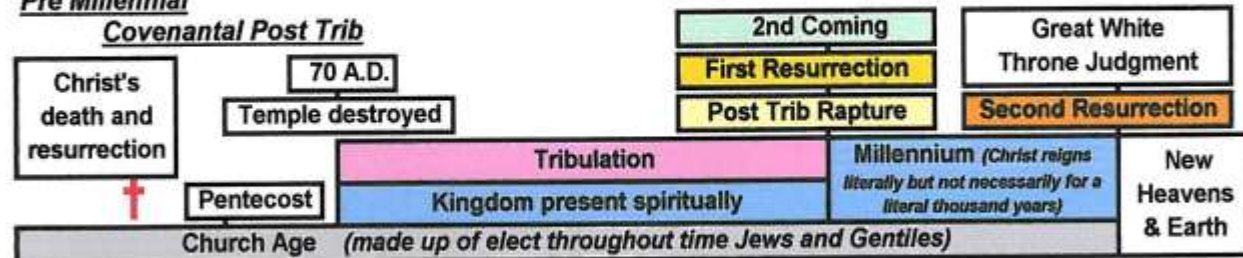 Pre Millennial
Covenantal Post Trib
Christ's
death and
resurrection
70 A.D.
Temple destroyed
Pentecost
2nd Coming
First Resurrection
Post Trib Rapture
Great White
Throne Judgment
Second Resurrection
Tribulation
Kingdom present spiritually
Millennium (Christ reigns
literally but not necessarily for a
literal thousand years)
New
Heavens
& Earth
Church Age (made up of elect throughout time Jews and Gentiles)